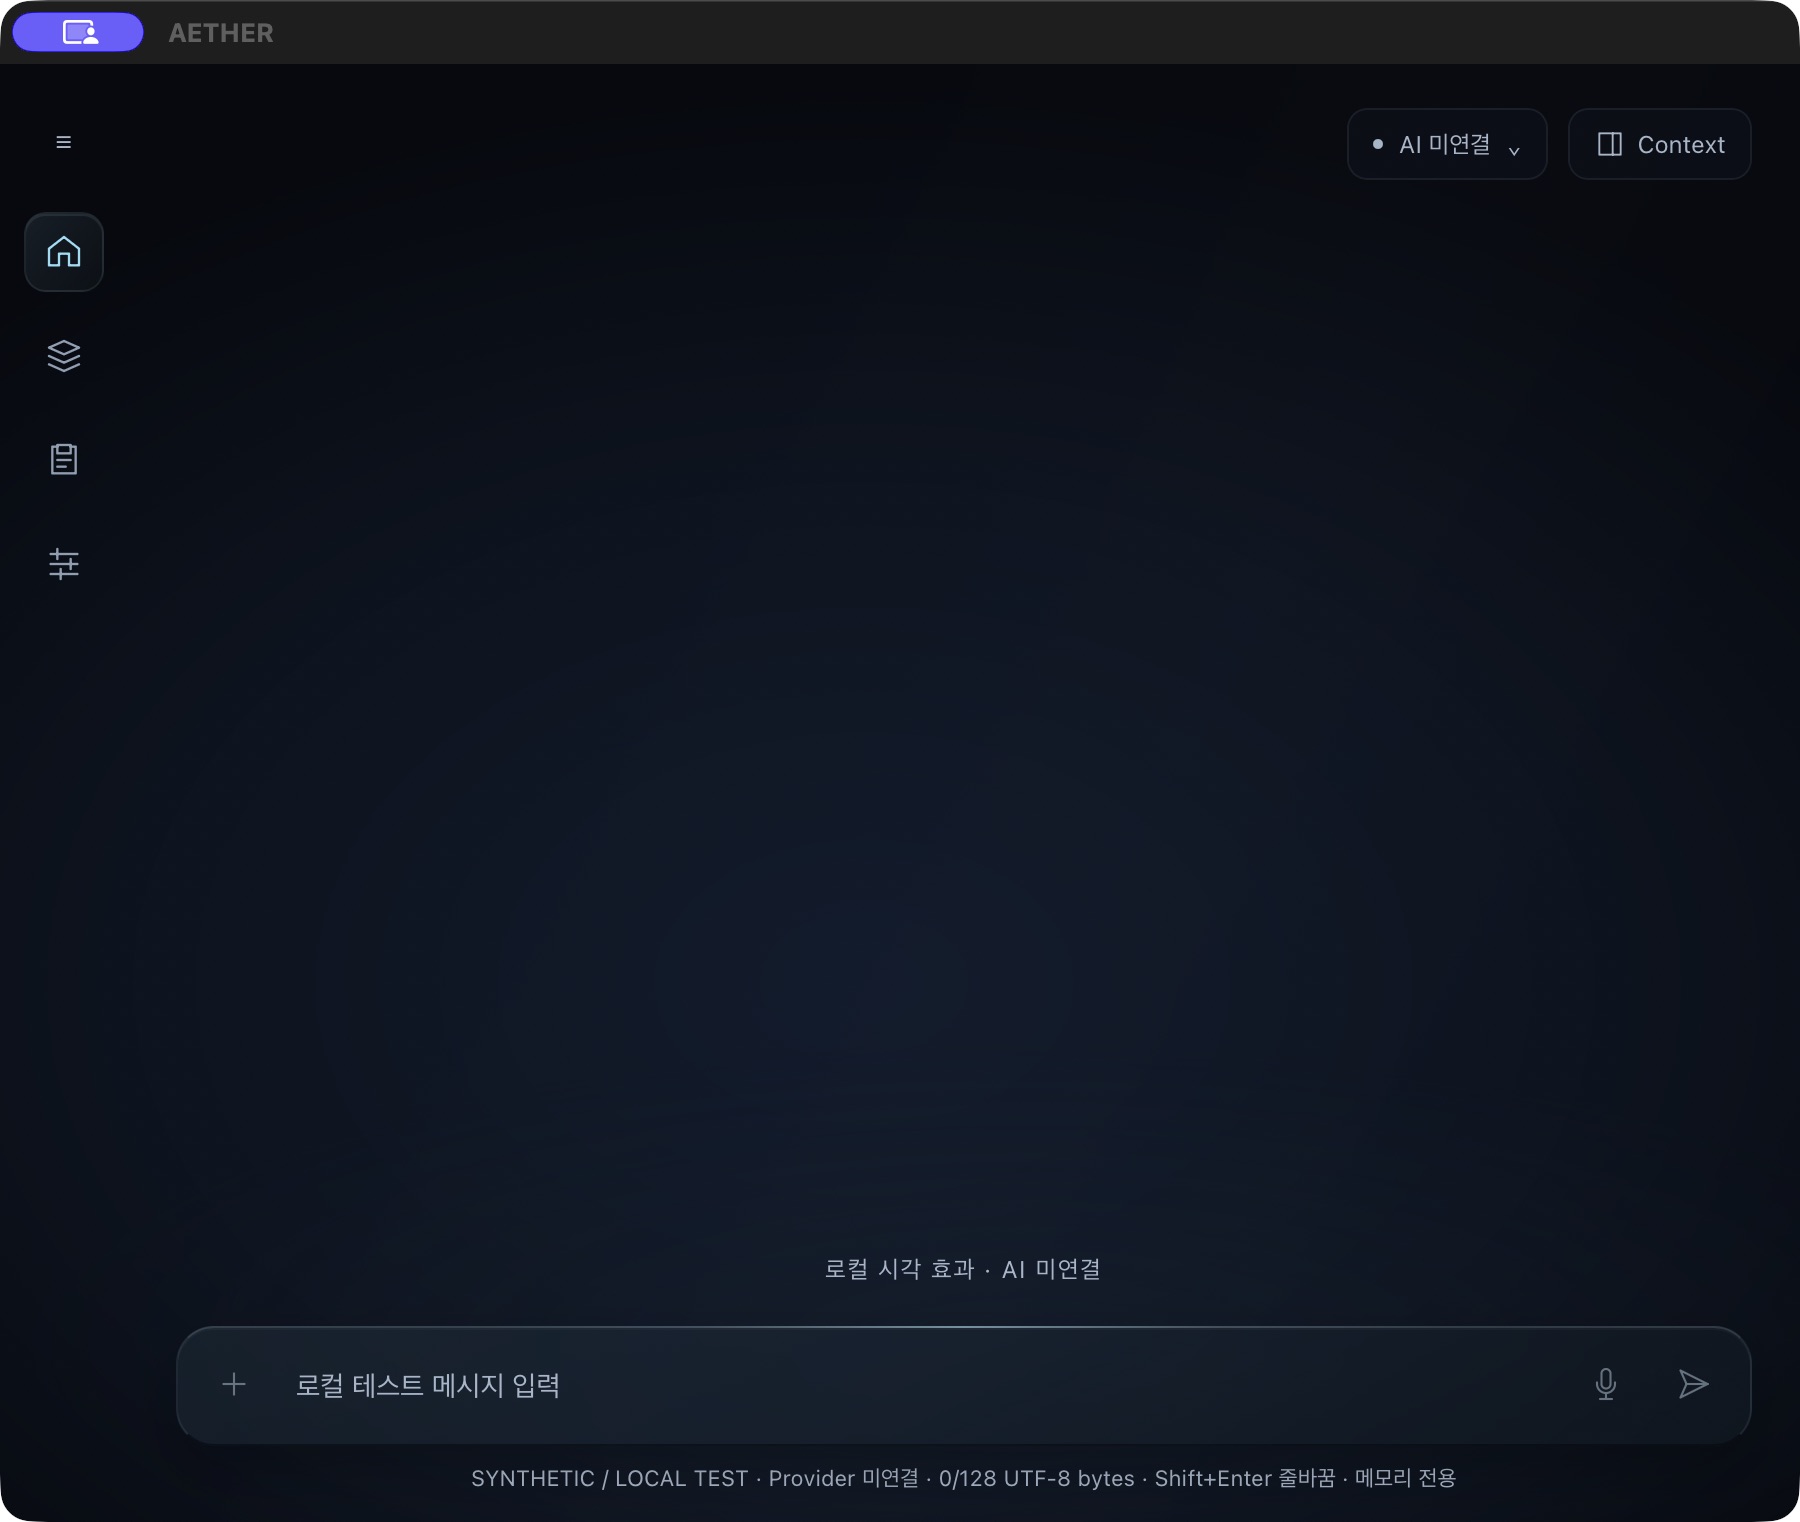 AETHER
AI 미연결
Context
로컬 시각 효과 · AI 미연결
로컬 테스트 메시지 입력
SYNTHETIC / LOCAL TEST · Provider 미연결 · 0/128 UTF-8 bytes · Shift+Enter 줄바꿈 · 메모리 전용